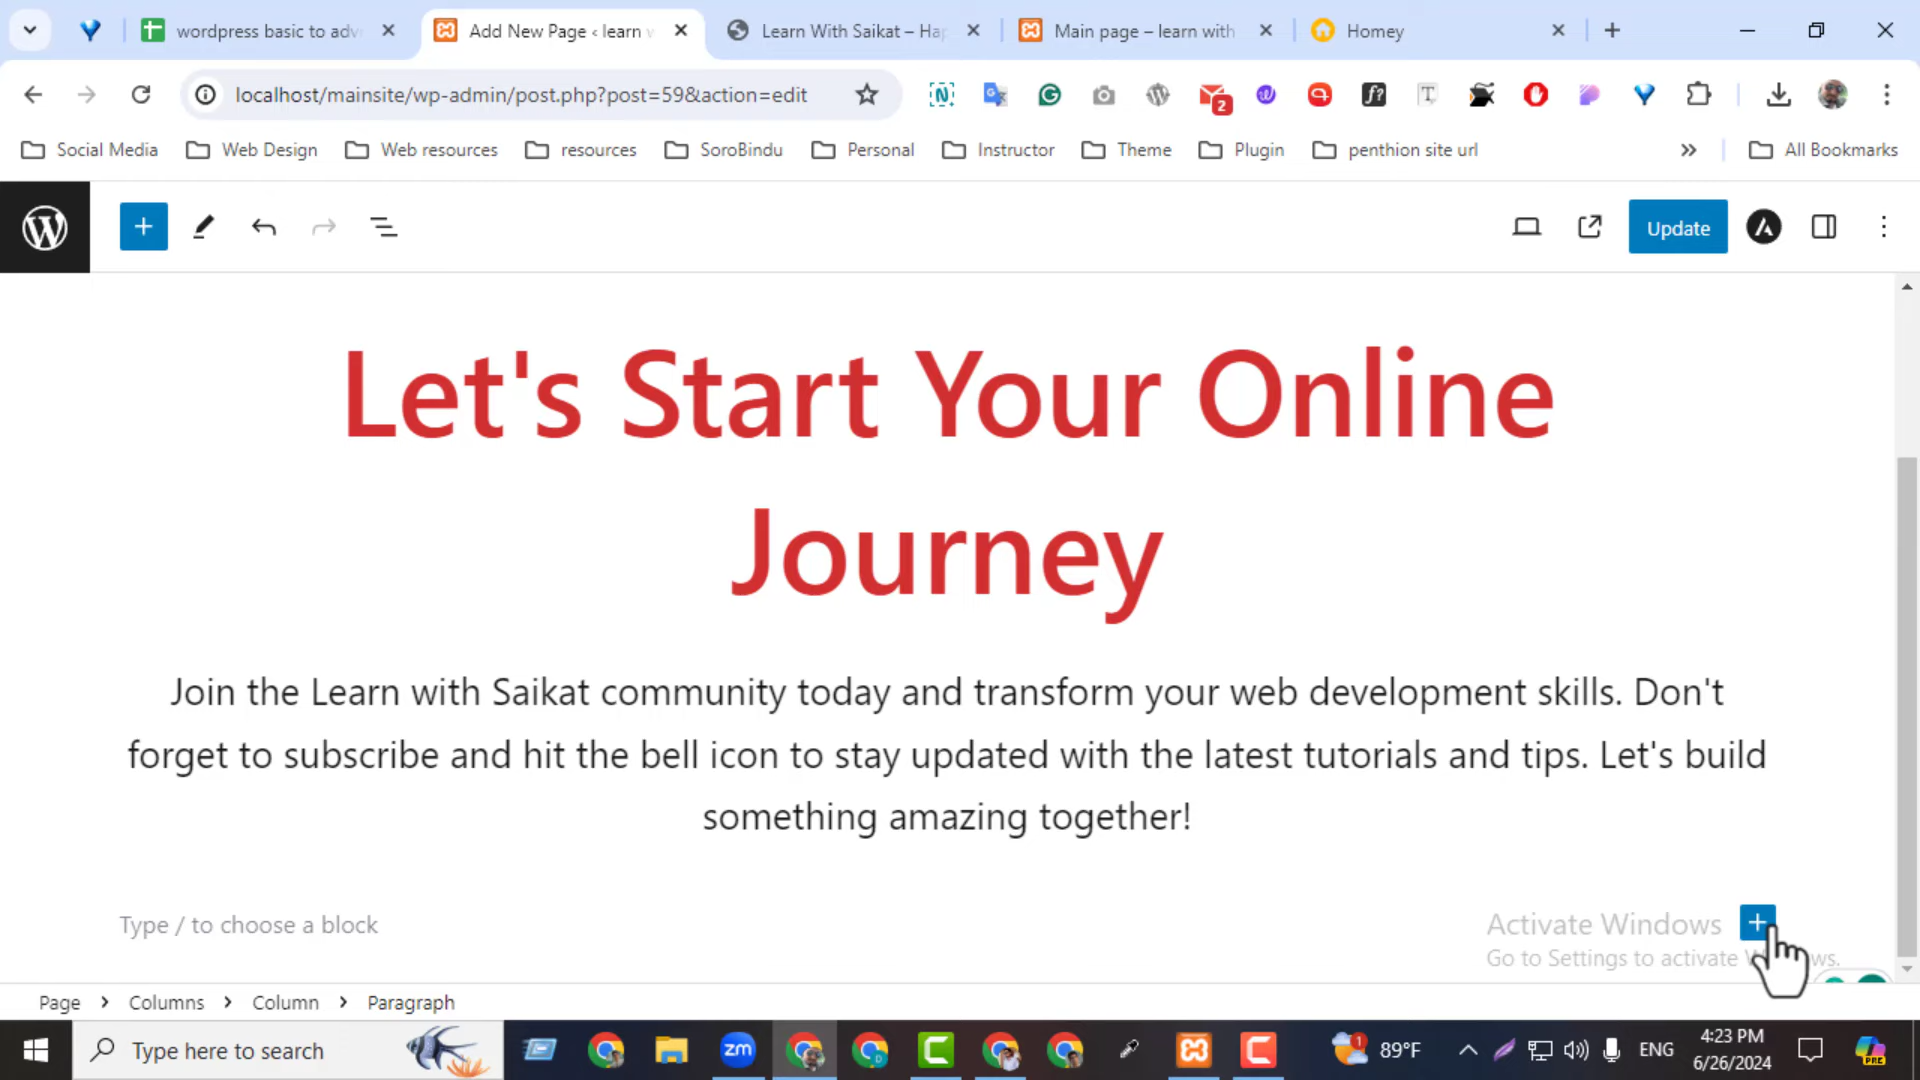 wordpress basic to adv
Add New Page ‹ learn w
Learn With Saikat – Hap
Main page – learn with
Homey
localhost/mainsite/wp-admin/post.php?post=59&action=edit
2
Social Media
Web Design
Web resources
resources
SoroBindu
Personal
Instructor
Theme
Plugin
penthion site url
All Bookmarks
Update
Let's Start Your Online
Journey
Join the Learn with Saikat community today and transform your web development skills. Don't
forget to subscribe and hit the bell icon to stay updated with the latest tutorials and tips. Let's build
something amazing together!
Type / to choose a block
Activate Windows
Go to Settings to activate Windows.
Page
Columns
Column
Paragraph
Type here to search
zm
89°F
ENG
4:23 PM
6/26/2024
PRE